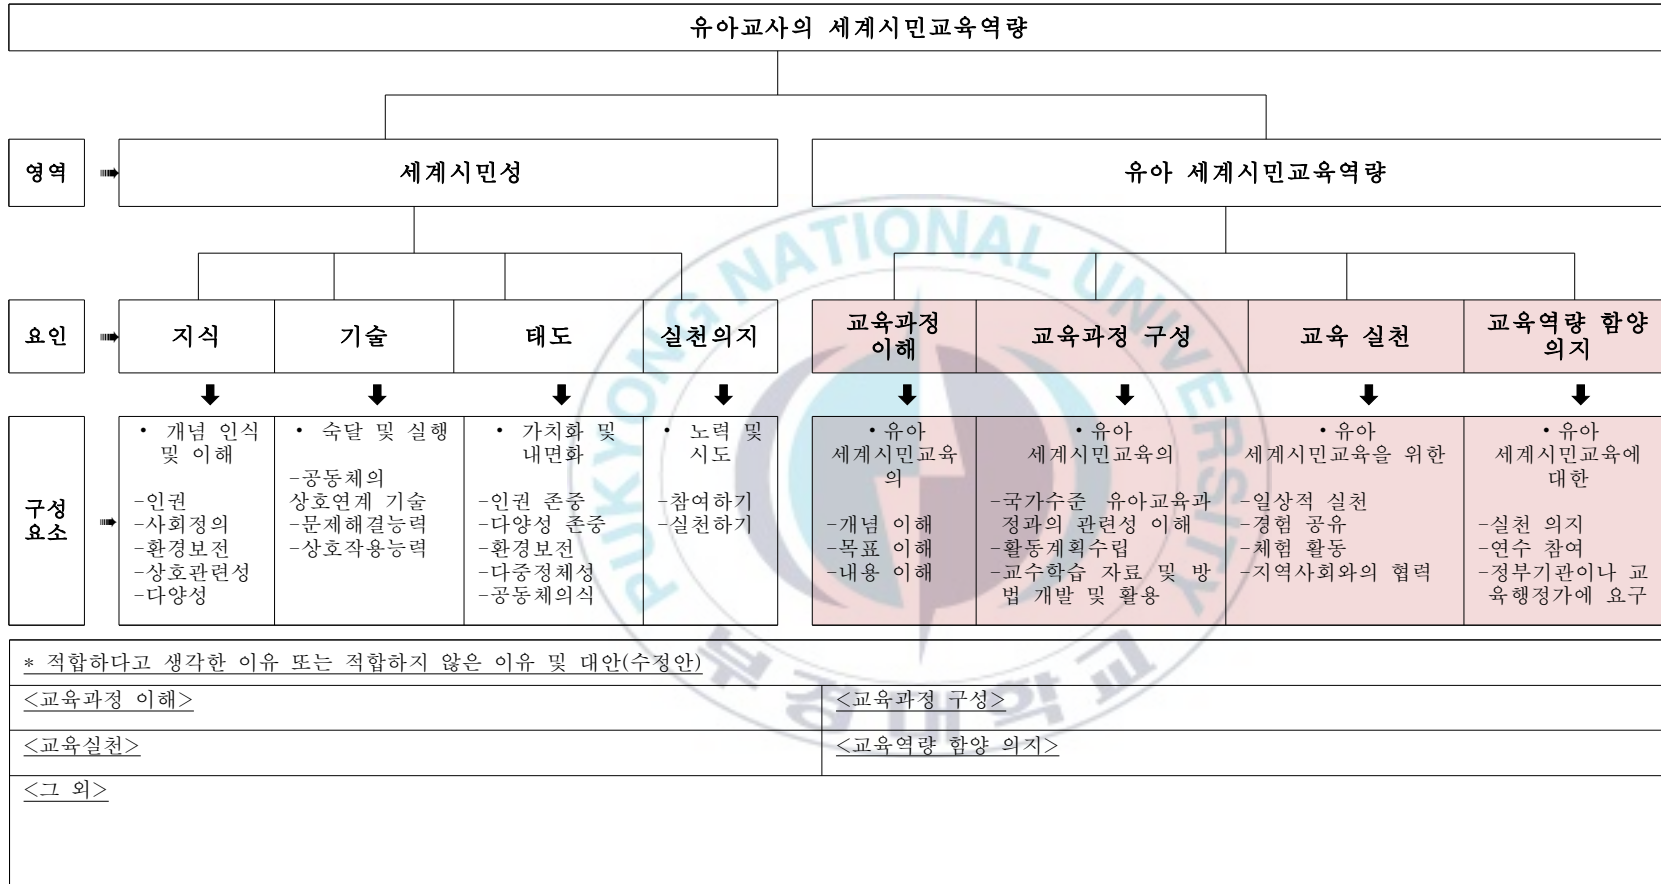 유아교사의 세계시민교육역량
영역
➠
세계시민성
유아 세계시민교육역량
요인
➠
지식
기술
태도
실천의지
교육과정
이해
교육과정 구성
교육 실천
교육역량 함양
의지
구성
요소
➠
• 개념 인식
및 이해
-인권
-사회정의
-환경보전
-상호관련성
-다양성
• 숙달 및 실행
-공동체의
상호연계 기술
-문제해결능력
-상호작용능력
• 가치화 및
내면화
-인권 존중
-다양성 존중
-환경보전
-다중정체성
-공동체의식
• 노력 및
시도
-참여하기
-실천하기
• 유아
세계시민교육
의
-개념 이해
-목표 이해
-내용 이해
• 유아
세계시민교육의
-국가수준 유아교육과
정과의 관련성 이해
-활동계획수립
-교수학습 자료 및 방
법 개발 및 활용
• 유아
세계시민교육을 위한
-일상적 실천
-경험 공유
-체험 활동
-지역사회와의 협력
• 유아
세계시민교육에
대한
-실천 의지
-연수 참여
-정부기관이나 교
육행정가에 요구
* 적합하다고 생각한 이유 또는 적합하지 않은 이유 및 대안(수정안)
<교육과정 이해>
<교육과정 구성>
<교육실천>
<교육역량 함양 의지>
<그 외>
PUKYONG NATIONAL UNIVERSITY
부경대학교